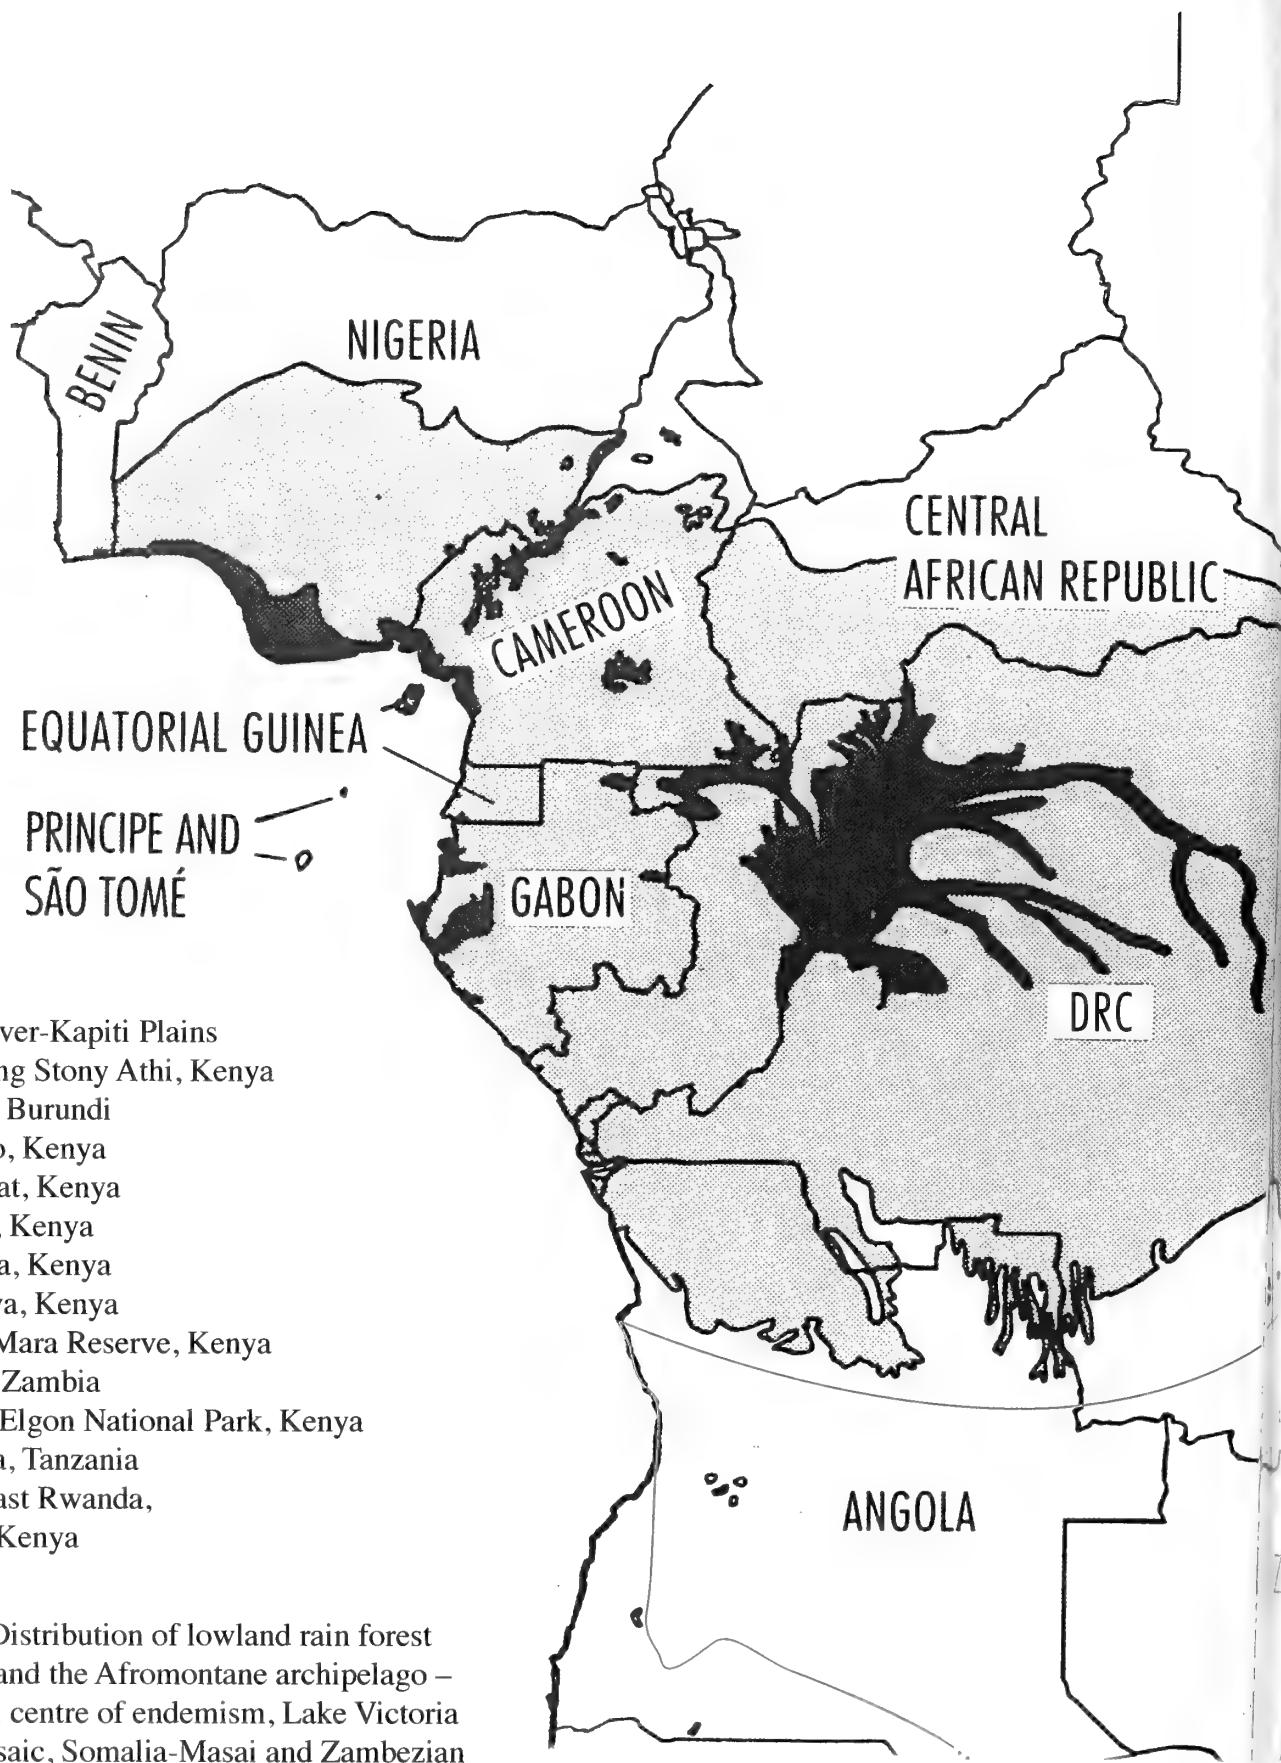 NIGERIA
BENIN
CENTRAL
AFRICAN REPUBLIC
CAMEROON
EQUATORIAL GUINEA
PRINCIPE AND
SÃO TOMÉ
GABON
DRC
ANGOLA
ver-Kapiti Plains
ng Stony Athi, Kenya
Burundi
o, Kenya
at, Kenya
, Kenya
a, Kenya
ya, Kenya
Mara Reserve, Kenya
Zambia
Elgon National Park, Kenya
a, Tanzania
ast Rwanda,
Kenya
Distribution of lowland rain forest
and the Afromontane archipelago –
centre of endemism, Lake Victoria
saic, Somalia-Masai and Zambezian